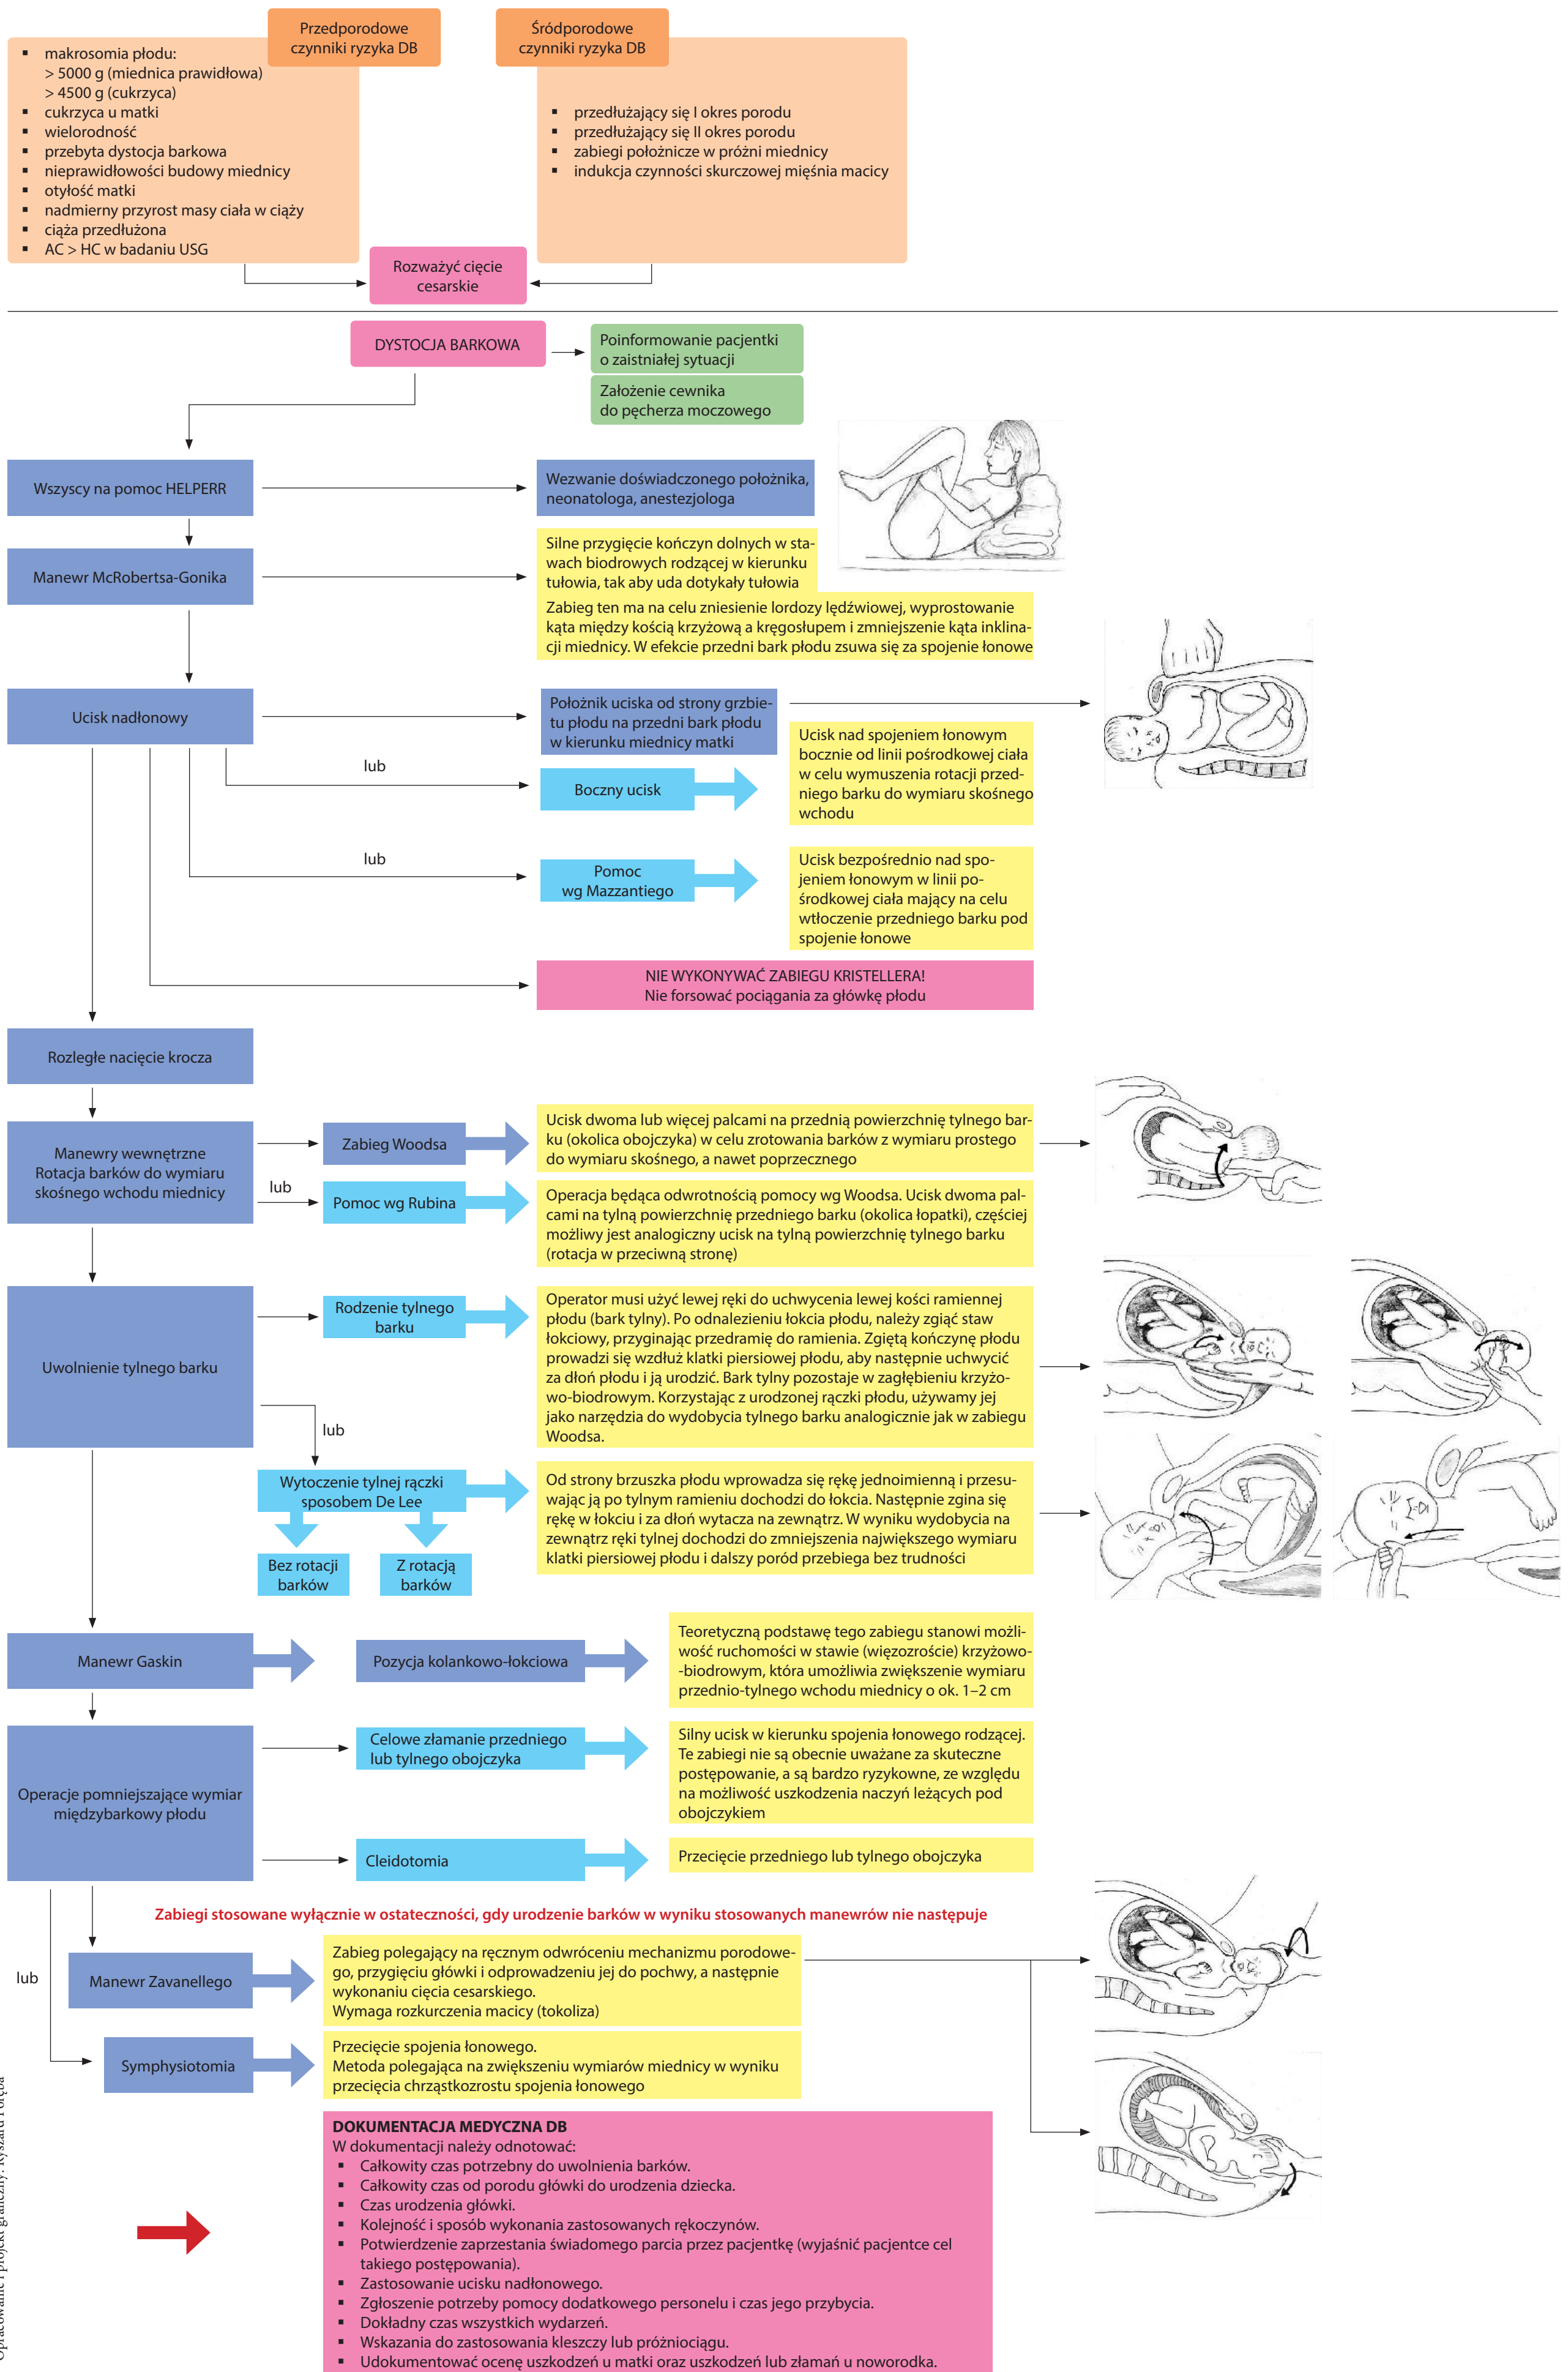 Przedporodowe
czynniki ryzyka DB
▪ makrosomia płodu:
> 5000 g (miednica prawidłowa)
> 4500 g (cukrzyca)
▪ cukrzyca u matki
▪ wielorodność
▪ przebyta dystocja barkowa
▪ nieprawidłowości budowy miednicy
▪ otyłość matki
▪ nadmierny przyrost masy ciała w ciąży
▪ ciąża przedłużona
▪ AC > HC w badaniu USG
Śródporodowe
czynniki ryzyka DB
▪ przedłużający się I okres porodu
▪ przedłużający się II okres porodu
▪ zabiegi położnicze w próżni miednicy
▪ indukcja czynności skurczowej mięśnia macicy
Rozważyć cięcie
cesarskie
DYSTOCJA BARKOWA
Poinformowanie pacjentki
o zaistniałej sytuacji
Założenie cewnika
do pęcherza moczowego
Wszyscy na pomoc HELPERR
Wezwanie doświadczonego położnika,
neonatologa, anestezjologa
Manewr McRobertsa-Gonika
Silne przygięcie kończyn dolnych w sta-
wach biodrowych rodzącej w kierunku
tułowia, tak aby uda dotykały tułowia
Zabieg ten ma na celu zniesienie lordozy lędźwiowej, wyprostowanie
kąta między kością krzyżową a kręgosłupem i zmniejszenie kąta inklina-
cji miednicy. W efekcie przedni bark płodu zsuwa się za spojenie łonowe
Ucisk nadłonowy
Położnik uciska od strony grzbie-
tu płodu na przedni bark płodu
w kierunku miednicy matki
lub
Boczny ucisk
Ucisk nad spojeniem łonowym
bocznie od linii pośrodkowej ciała
w celu wymuszenia rotacji przed-
niego barku do wymiaru skośnego
wchodu
lub
Pomoc
wg Mazzantiego
Ucisk bezpośrednio nad spo-
jeniem łonowym w linii po-
środkowej ciała mający na celu
wtłoczenie przedniego barku pod
spojenie łonowe
NIE WYKONYWAĆ ZABIEGU KRISTELLERA!
Nie forsować pociągania za główkę płodu
Rozległe nacięcie krocza
Manewry wewnętrzne
Rotacja barków do wymiaru
skośnego wchodu miednicy
Zabieg Woodsa
Ucisk dwoma lub więcej palcami na przednią powierzchnię tylnego bar-
ku (okolica obojczyka) w celu zrotowania barków z wymiaru prostego
do wymiaru skośnego, a nawet poprzecznego
lub
Pomoc wg Rubina
Operacja będąca odwrotnością pomocy wg Woodsa. Ucisk dwoma pal-
cami na tylną powierzchnię przedniego barku (okolica łopatki), częściej
możliwy jest analogiczny ucisk na tylną powierzchnię tylnego barku
(rotacja w przeciwną stronę)
Uwolnienie tylnego barku
Rodzenie tylnego
barku
Operator musi użyć lewej ręki do uchwycenia lewej kości ramiennej
płodu (bark tylny). Po odnalezieniu łokcia płodu, należy zgiąć staw
łokciowy, przyginając przedramię do ramienia. Zgiętą kończynę płodu
prowadzi się wzdłuż klatki piersiowej płodu, aby następnie uchwycić
za dłoń płodu i ją urodzić. Bark tylny pozostaje w zagłębieniu krzyżo-
wo-biodrowym. Korzystając z urodzonej rączki płodu, używamy jej
jako narzędzia do wydobycia tylnego barku analogicznie jak w zabiegu
Woodsa.
lub
Wytoczenie tylnej rączki
sposobem De Lee
Od strony brzuszka płodu wprowadza się rękę jednoimienną i przesu-
wając ją po tylnym ramieniu dochodzi do łokcia. Następnie zgina się
rękę w łokciu i za dłoń wytacza na zewnątrz. W wyniku wydobycia na
zewnątrz ręki tylnej dochodzi do zmniejszenia największego wymiaru
klatki piersiowej płodu i dalszy poród przebiega bez trudności
Bez rotacji
barków
Z rotacją
barków
Manewr Gaskin
Pozycja kolankowo-łokciowa
Teoretyczną podstawę tego zabiegu stanowi możli-
wość ruchomości w stawie (więzozroście) krzyżowo-
-biodrowym, która umożliwia zwiększenie wymiaru
przednio-tylnego wchodu miednicy o ok. 1–2 cm
Operacje pomniejszające wymiar
międzybarkowy płodu
Celowe złamanie przedniego
lub tylnego obojczyka
Silny ucisk w kierunku spojenia łonowego rodzącej.
Te zabiegi nie są obecnie uważane za skuteczne
postępowanie, a są bardzo ryzykowne, ze względu
na możliwość uszkodzenia naczyń leżących pod
obojczykiem
Cleidotomia
Przecięcie przedniego lub tylnego obojczyka
Zabiegi stosowane wyłącznie w ostateczności, gdy urodzenie barków w wyniku stosowanych manewrów nie następuje
lub
Manewr Zavanellego
Zabieg polegający na ręcznym odwróceniu mechanizmu porodowe-
go, przygięciu główki i odprowadzeniu jej do pochwy, a następnie
wykonaniu cięcia cesarskiego.
Wymaga rozkurczenia macicy (tokoliza)
Symphysiotomia
Przecięcie spojenia łonowego.
Metoda polegająca na zwiększeniu wymiarów miednicy w wyniku
przecięcia chrząstkozrostu spojenia łonowego
DOKUMENTACJA MEDYCZNA DB
W dokumentacji należy odnotować:
▪ Całkowity czas potrzebny do uwolnienia barków.
▪ Całkowity czas od porodu główki do urodzenia dziecka.
▪ Czas urodzenia główki.
▪ Kolejność i sposób wykonania zastosowanych rękoczynów.
▪ Potwierdzenie zaprzestania świadomego parcia przez pacjentkę (wyjaśnić pacjentce cel
takiego postępowania).
▪ Zastosowanie ucisku nadłonowego.
▪ Zgłoszenie potrzeby pomocy dodatkowego personelu i czas jego przybycia.
▪ Dokładny czas wszystkich wydarzeń.
▪ Wskazania do zastosowania kleszczy lub próżniociągu.
▪ Udokumentować ocenę uszkodzeń u matki oraz uszkodzeń lub złamań u noworodka.